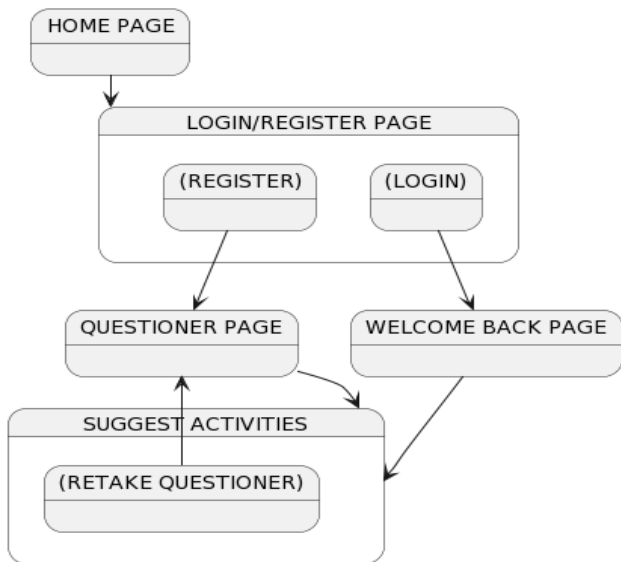 HOME PAGE
LOGIN/REGISTER PAGE
(REGISTER)
(LOGIN)
QUESTIONER PAGE
WELCOME BACK PAGE
SUGGEST ACTIVITIES
(RETAKE QUESTIONER)